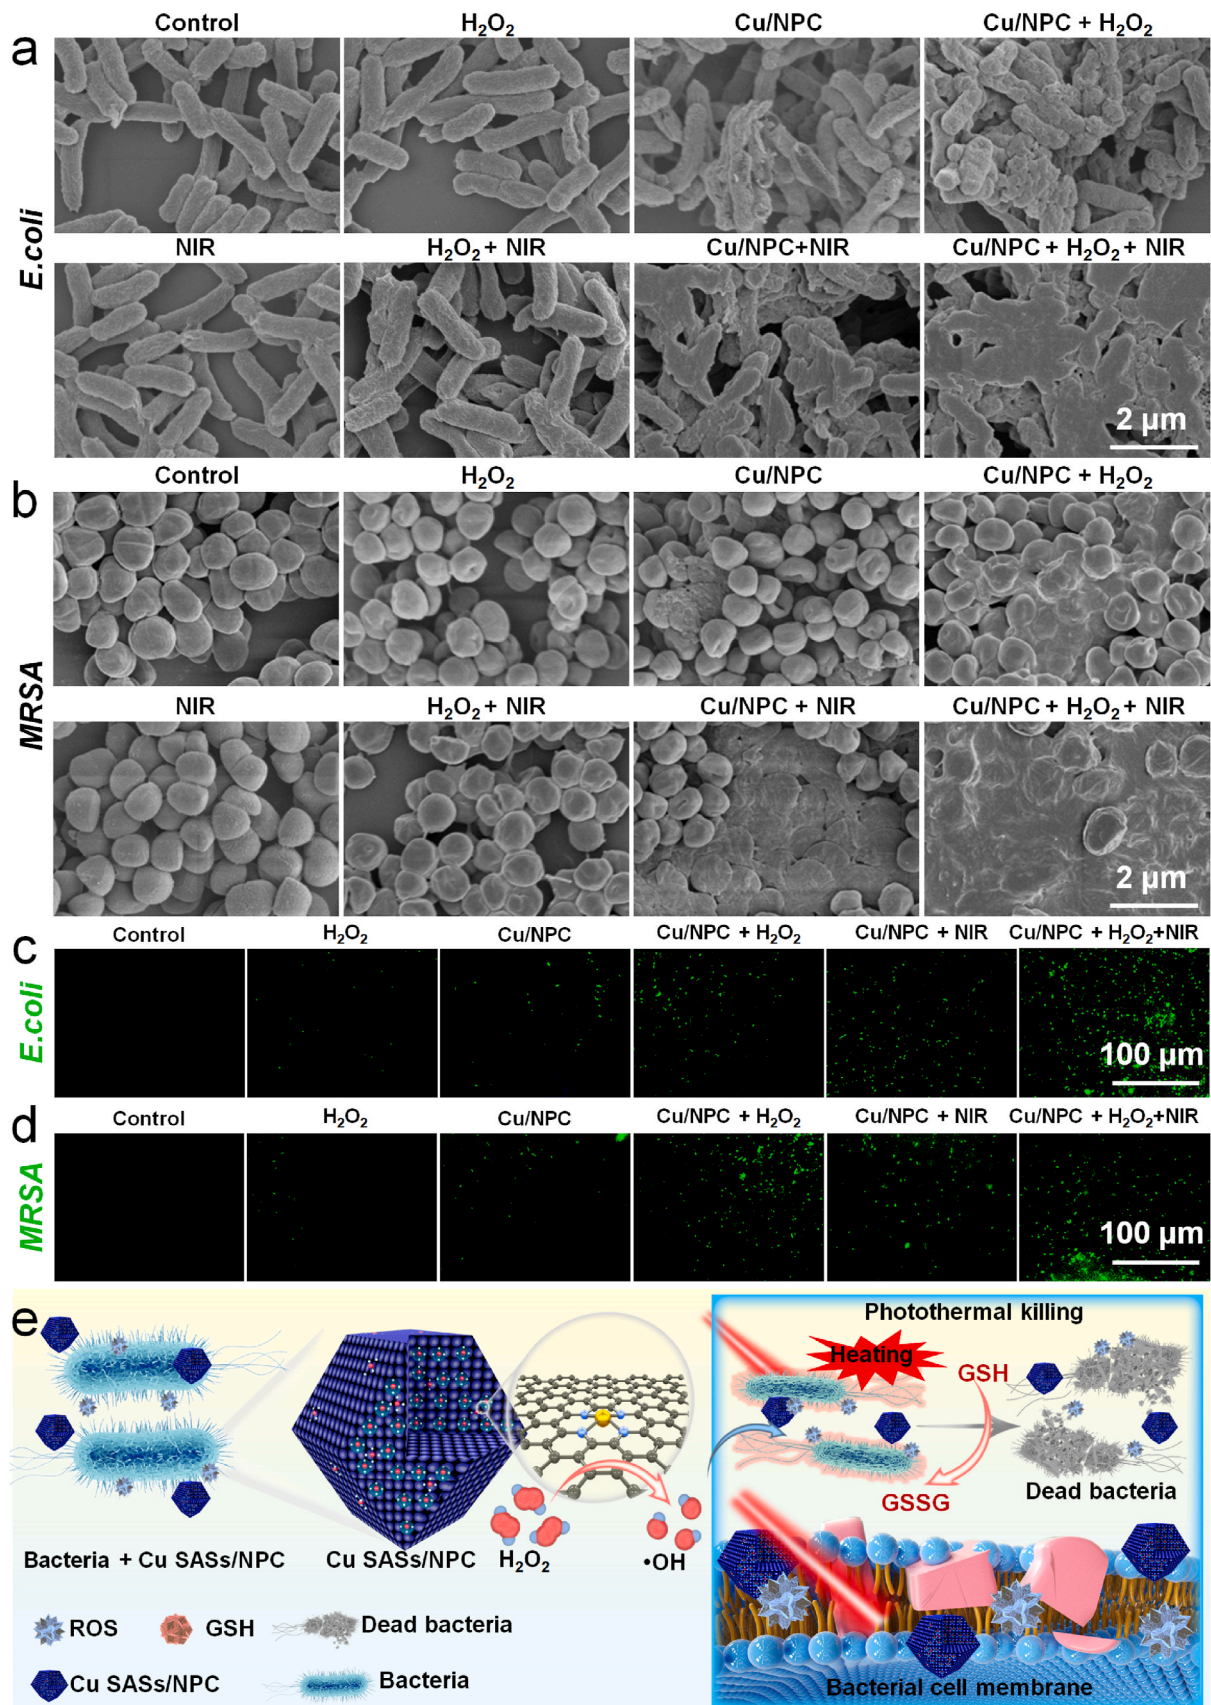 a
Control
H₂O₂
Cu/NPC
Cu/NPC + H₂O₂
E.coli
NIR
H₂O₂ + NIR
Cu/NPC+NIR
Cu/NPC + H₂O₂ + NIR
2 µm
b
Control
H₂O₂
Cu/NPC
Cu/NPC + H₂O₂
MRSA
NIR
H₂O₂ + NIR
Cu/NPC + NIR
Cu/NPC + H₂O₂ + NIR
2 µm
c
Control
H₂O₂
Cu/NPC
Cu/NPC + H₂O₂
Cu/NPC + NIR
Cu/NPC + H₂O₂+NIR
E.coli
100 µm
d
Control
H₂O₂
Cu/NPC
Cu/NPC + H₂O₂
Cu/NPC + NIR
Cu/NPC + H₂O₂+NIR
MRSA
100 µm
e
Photothermal killing
Heating
GSH
GSSG
Dead bacteria
Bacteria + Cu SASs/NPC
Cu SASs/NPC
H₂O₂
•OH
ROS
GSH
Dead bacteria
Cu SASs/NPC
Bacteria
Bacterial cell membrane